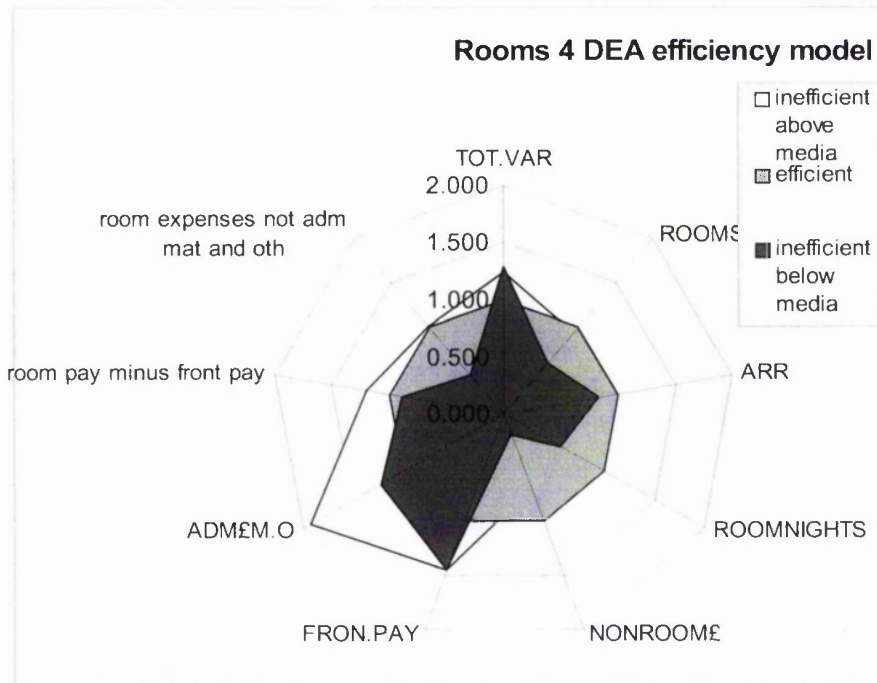 Rooms 4 DEA efficiency model
inefficient
above
media
efficient
inefficient
below
media
TOT.VAR
2.000
1.500
1.000
0.500
0.000
ROOMS
ARR
ROOMNIGHTS
NONROOM£
FRON.PAY
ADM£M.O
room pay minus front pay
room expenses not adm
mat and oth